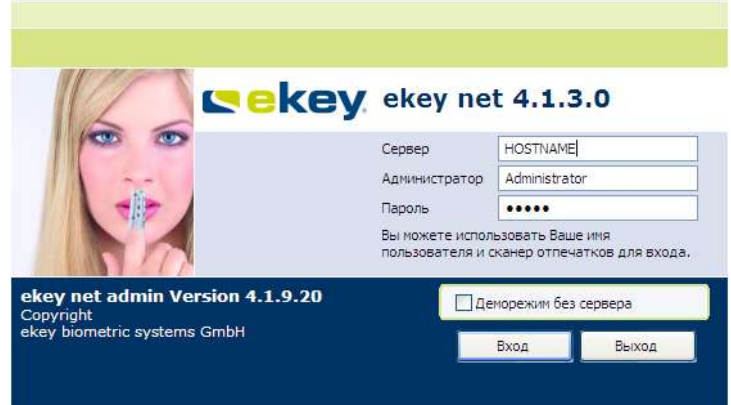 ekey ekey net 4.1.3.0
Сервер HOSTNAME
Администратор Administrator
Пароль •••••
Вы можете использовать Ваше имя
пользователя и сканер отпечатков для входа.
ekey net admin Version 4.1.9.20
Copyright
ekey biometric systems GmbH
Деморежим без сервера
Вход Выход